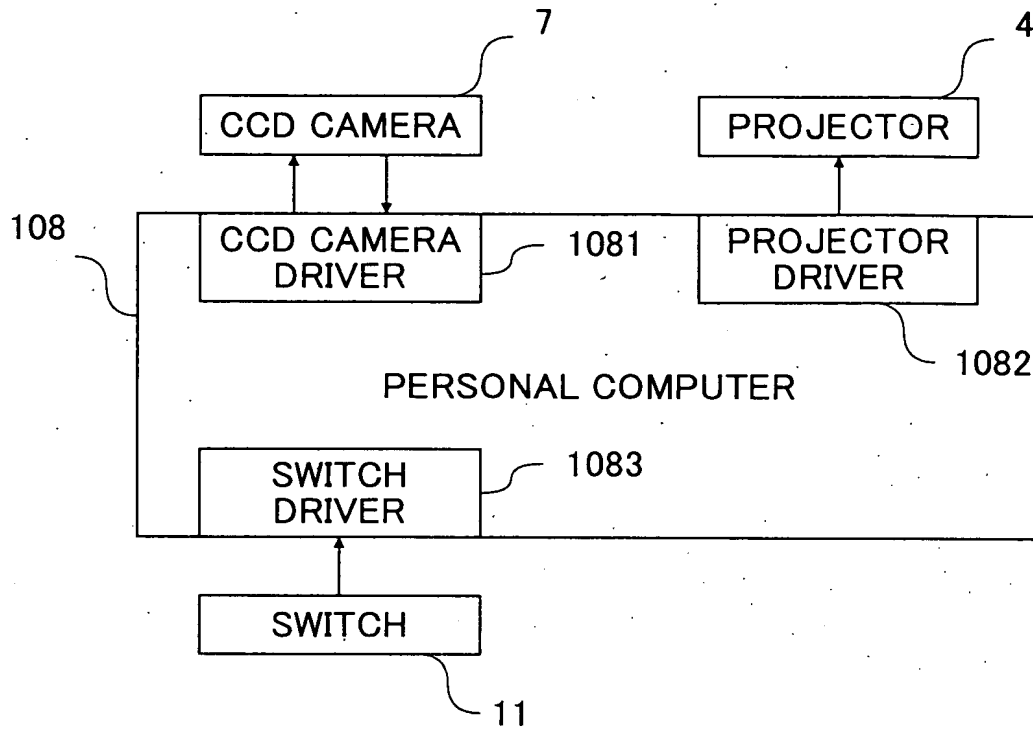 7
4
CCD CAMERA
PROJECTOR
108
CCD CAMERA
DRIVER
1081
PROJECTOR
DRIVER
1082
PERSONAL COMPUTER
SWITCH
DRIVER
1083
SWITCH
11